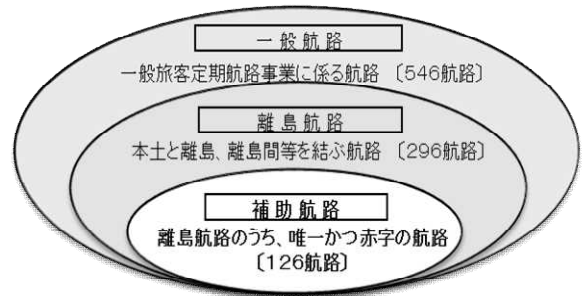 一般航路
一般旅客定期航路事業に係る航路〔546航路〕
離島航路
本土と離島、離島間等を結ぶ航路〔296航路〕
補助航路
離島航路のうち、唯一かつ赤字の航路
〔126航路〕